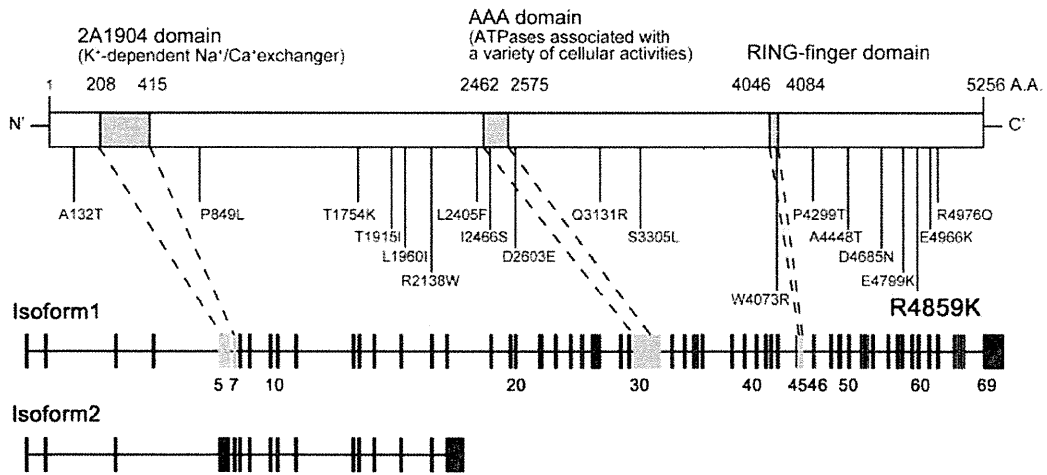 2A1904 domain
(K⁺-dependent Na⁺/Ca⁺exchanger)
AAA domain
(ATPases associated with
a variety of cellular activities)
RING-finger domain
1 208 415 2462 2575 4046 4084 5256 A.A.
N' C'
A132T P849L T1754K L2405F Q3131R P4299T R4976Q
T1915I I2466S S3305L A4448T E4966K
L1960I D2603E D4685N
R2138W E4799K
W4073R
R4859K
Isoform1
5 7 10 20 30 40 4546 50 60 69
Isoform2